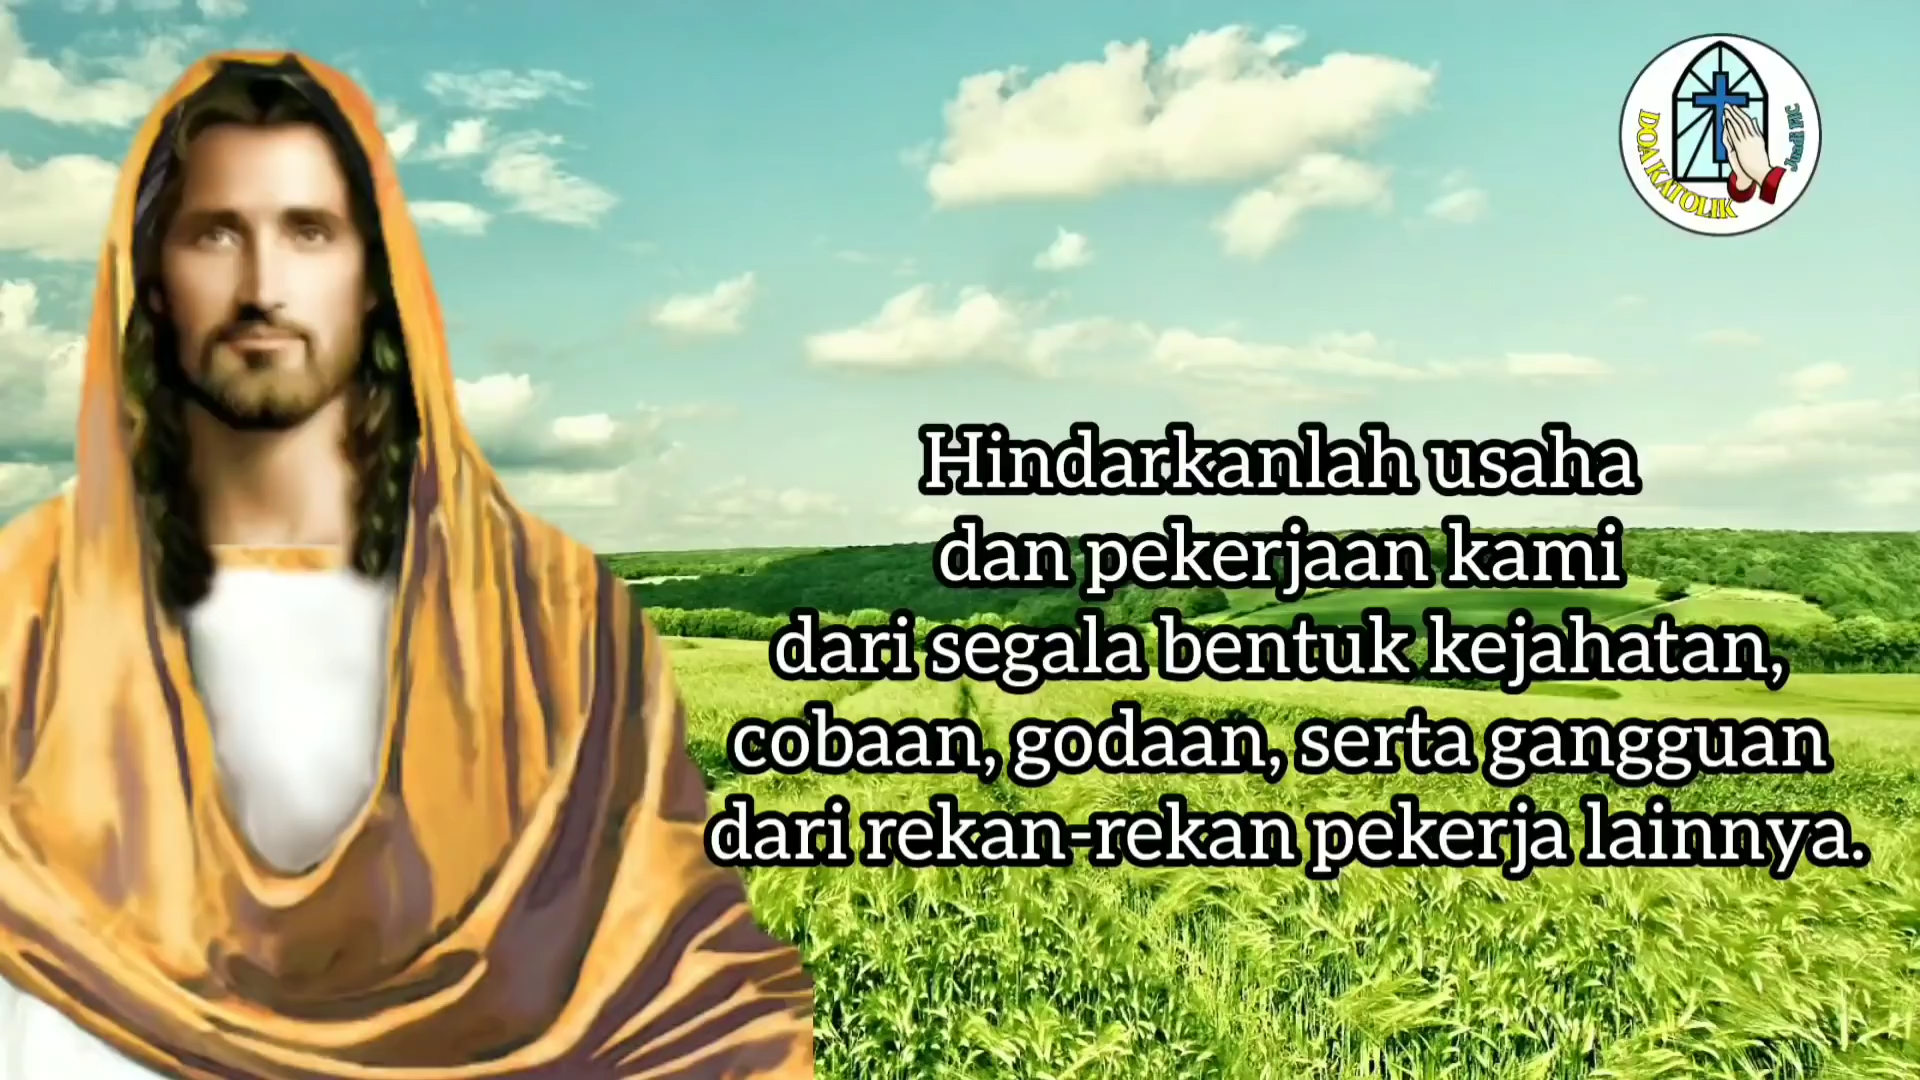 DOA KATOLIK
Hindarkanlah usaha
dan pekerjaan kami
dari segala bentuk kejahatan,
cobaan, godaan, serta gangguan
dari rekan-rekan pekerja lainnya.